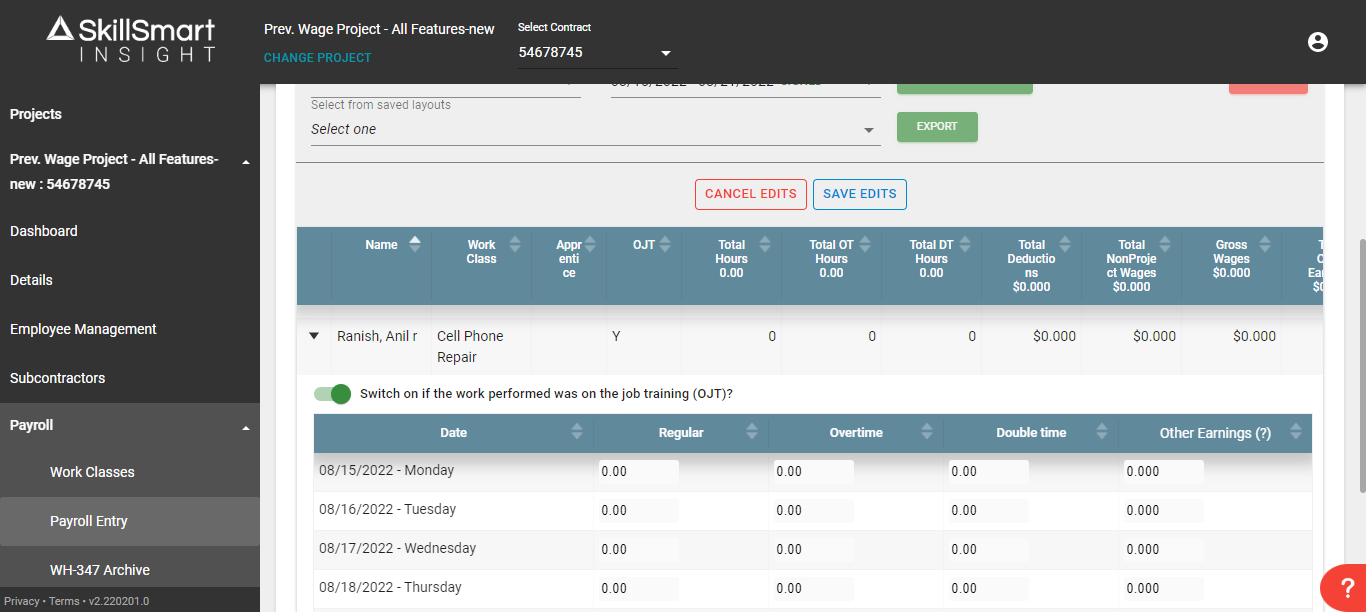 SkillSmart
INSIGHT
Prev. Wage Project - All Features-new
CHANGE PROJECT
Select Contract
54678745
Projects
Prev. Wage Project - All Features-
new : 54678745
Dashboard
Details
Employee Management
Subcontractors
Payroll
Work Classes
Payroll Entry
WH-347 Archive
Privacy • Terms • v2.220201.0
Select from saved layouts
Select one
EXPORT
CANCEL EDITS
SAVE EDITS
Name
Work
Class
Appr
enti
ce
OJT
Total
Hours
0.00
Total OT
Hours
0.00
Total DT
Hours
0.00
Total
Deductio
ns
$0.000
Total
NonProje
ct Wages
$0.000
Gross
Wages
$0.000
Ranish, Anil r
Cell Phone
Repair
Y
0
0
0
$0.000
$0.000
$0.000
Switch on if the work performed was on the job training (OJT)?
Date Regular Overtime Double time Other Earnings (?)
08/15/2022 - Monday 0.00 0.00 0.00 0.000
08/16/2022 - Tuesday 0.00 0.00 0.00 0.000
08/17/2022 - Wednesday 0.00 0.00 0.00 0.000
08/18/2022 - Thursday 0.00 0.00 0.00 0.000
?